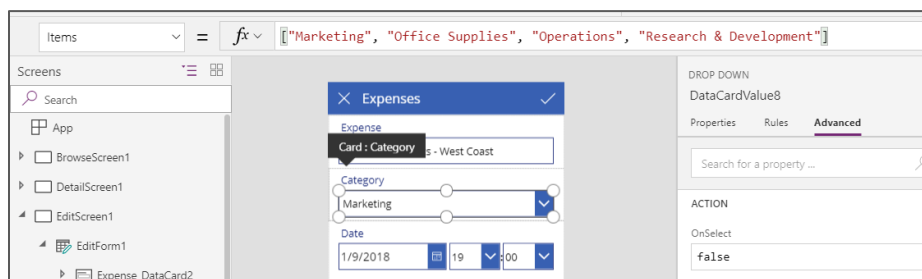 Items = fx ["Marketing", "Office Supplies", "Operations", "Research & Development"]
Screens
Search
App
BrowseScreen1
DetailScreen1
EditScreen1
EditForm1
Expense_DataCard2
Expenses
Expense
Card : Category
s - West Coast
Category
Marketing
Date
1/9/2018 19 :00
DROP DOWN
DataCardValue8
Properties Rules Advanced
Search for a property ...
ACTION
OnSelect
false